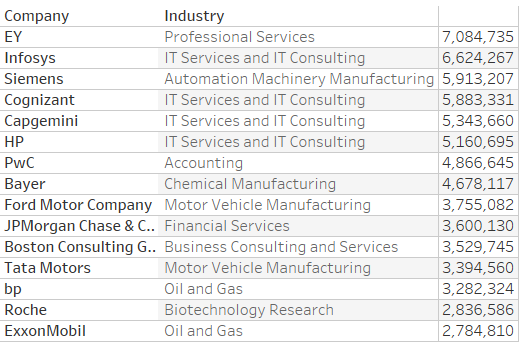 Company Industry
EY Professional Services 7,084,735
Infosys IT Services and IT Consulting 6,624,267
Siemens Automation Machinery Manufacturing 5,913,207
Cognizant IT Services and IT Consulting 5,883,331
Capgemini IT Services and IT Consulting 5,343,660
HP IT Services and IT Consulting 5,160,695
PwC Accounting 4,866,645
Bayer Chemical Manufacturing 4,678,117
Ford Motor Company Motor Vehicle Manufacturing 3,755,082
JPMorgan Chase & C.. Financial Services 3,600,130
Boston Consulting G.. Business Consulting and Services 3,529,745
Tata Motors Motor Vehicle Manufacturing 3,394,560
bp Oil and Gas 3,282,324
Roche Biotechnology Research 2,836,586
ExxonMobil Oil and Gas 2,784,810